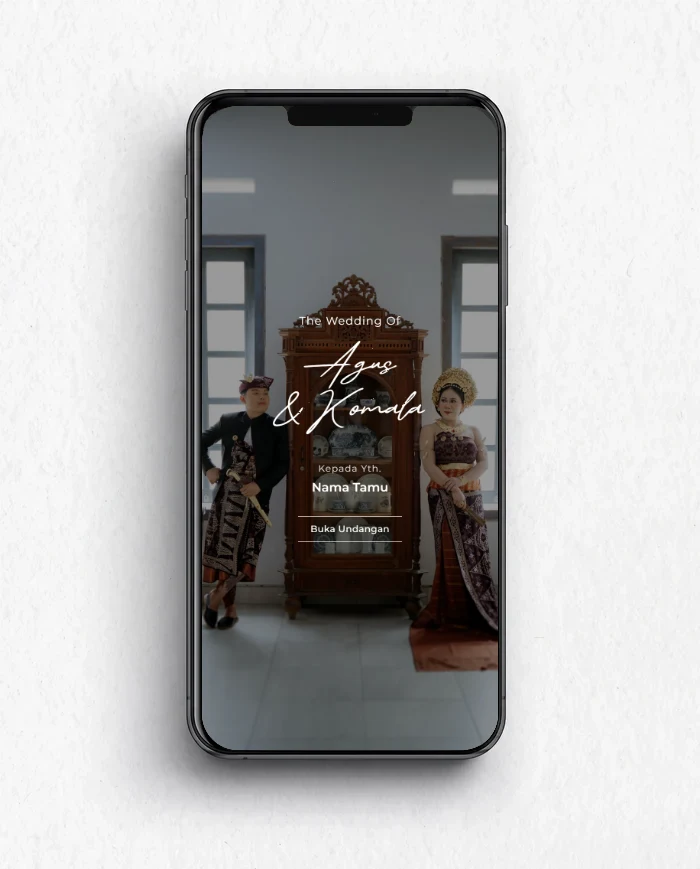 The Wedding Of
Agus
& Komala
Kepada Yth.
Nama Tamu
Buka Undangan